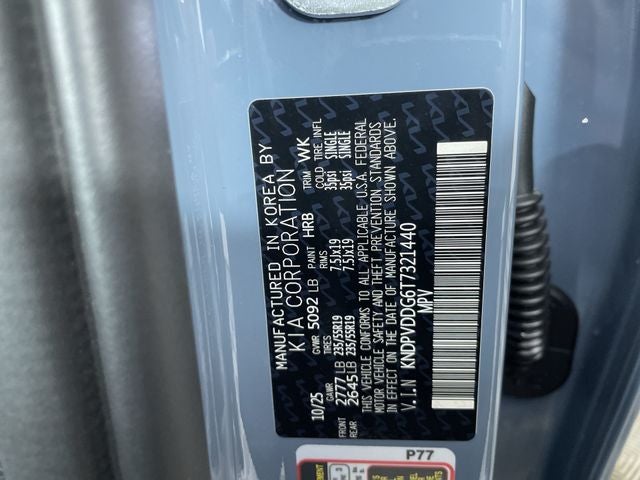 MANUFACTURED IN KOREA BY
KIA CORPORATION
10/25 GVWR 5092 LB PAINT HRB TRIM WK
GAWR TIRES RIMS COLD TIRE INFL
FRONT 2777 LB 235/55R19 7.5Jx19 35psi SINGLE
REAR 2645 LB 235/55R19 7.5Jx19 35psi SINGLE
THIS VEHICLE CONFORMS TO ALL APPLICABLE U.S.A. FEDERAL
MOTOR VEHICLE SAFETY AND THEFT PREVENTION STANDARDS
IN EFFECT ON THE DATE OF MANUFACTURE SHOWN ABOVE.
V.I.N KNDPVDDG6T7321440
MPV
P77